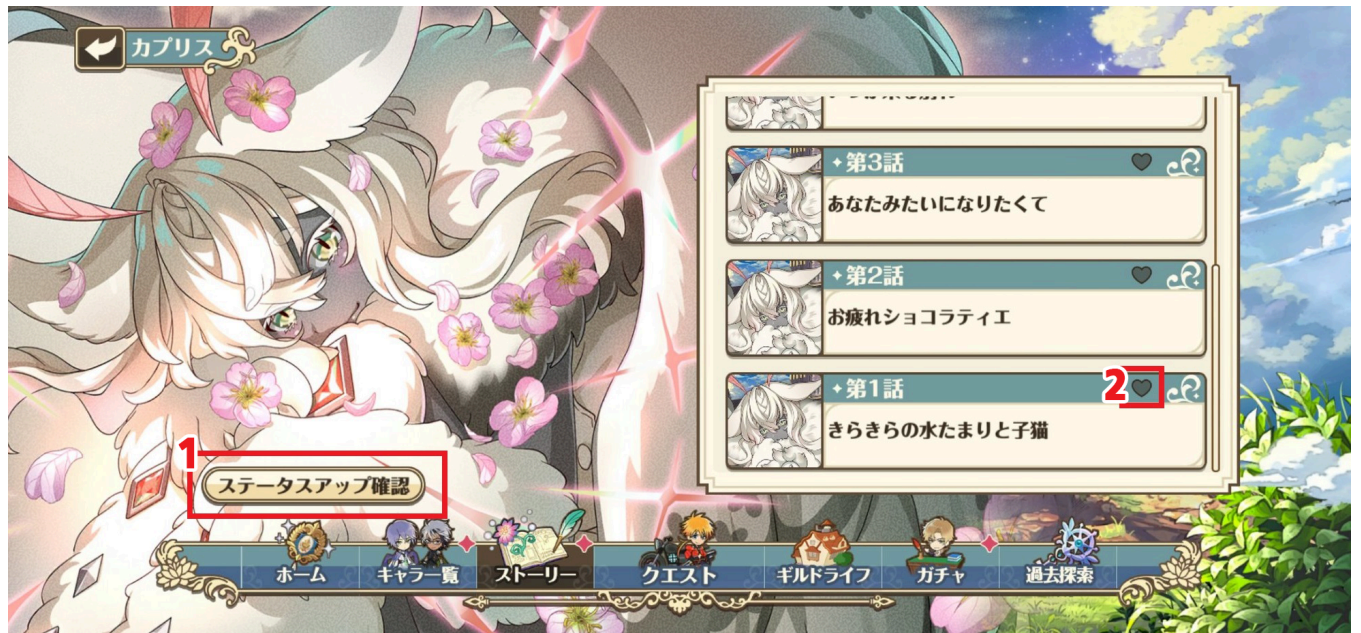 カプリス
✦第3話
あなたみたいになりたくて
✦第2話
お疲れショコラティエ
2
✦第1話
きらきらの水たまりと子猫
1
ステータスアップ確認
ホーム
キャラ一覧
ストーリー
クエスト
ギルドライフ
ガチャ
過去探索